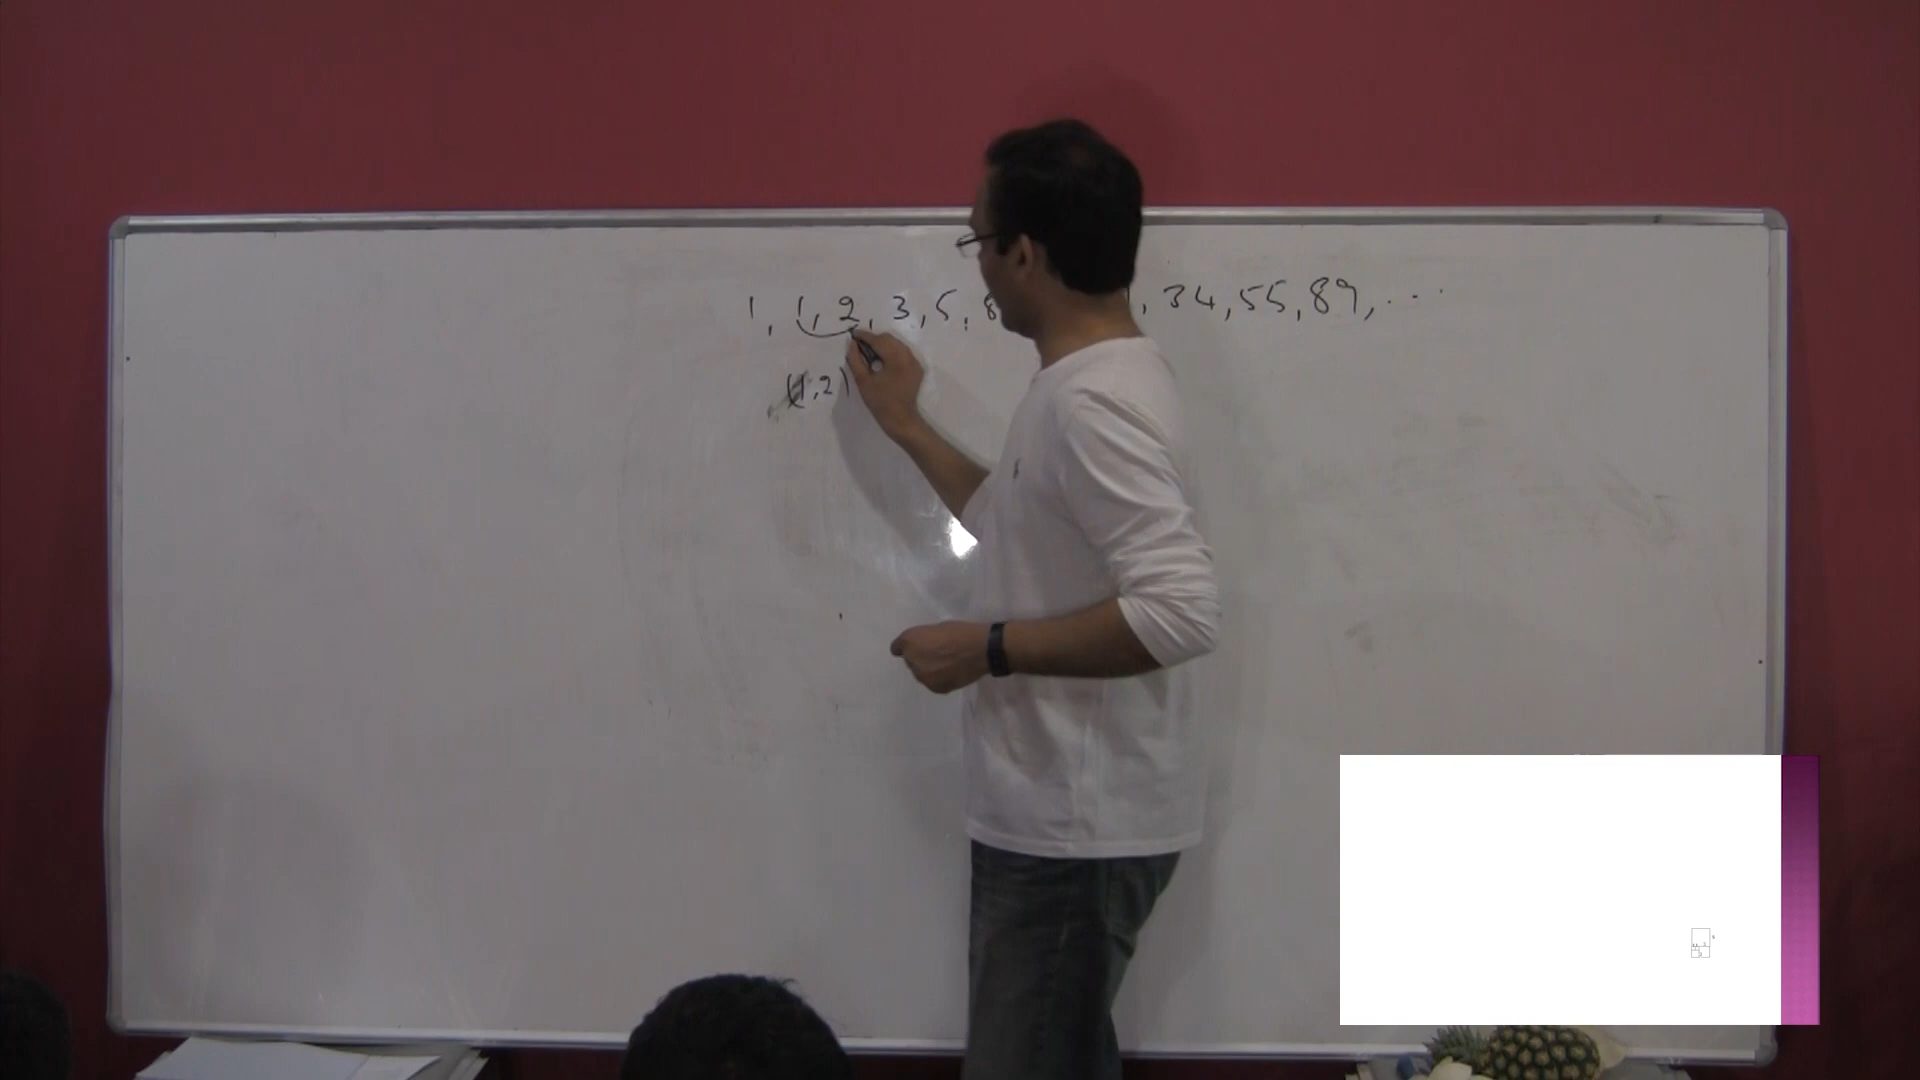 1, 1, 2, 3, 5, 8 , 34, 55, 89, ...
(1,2)